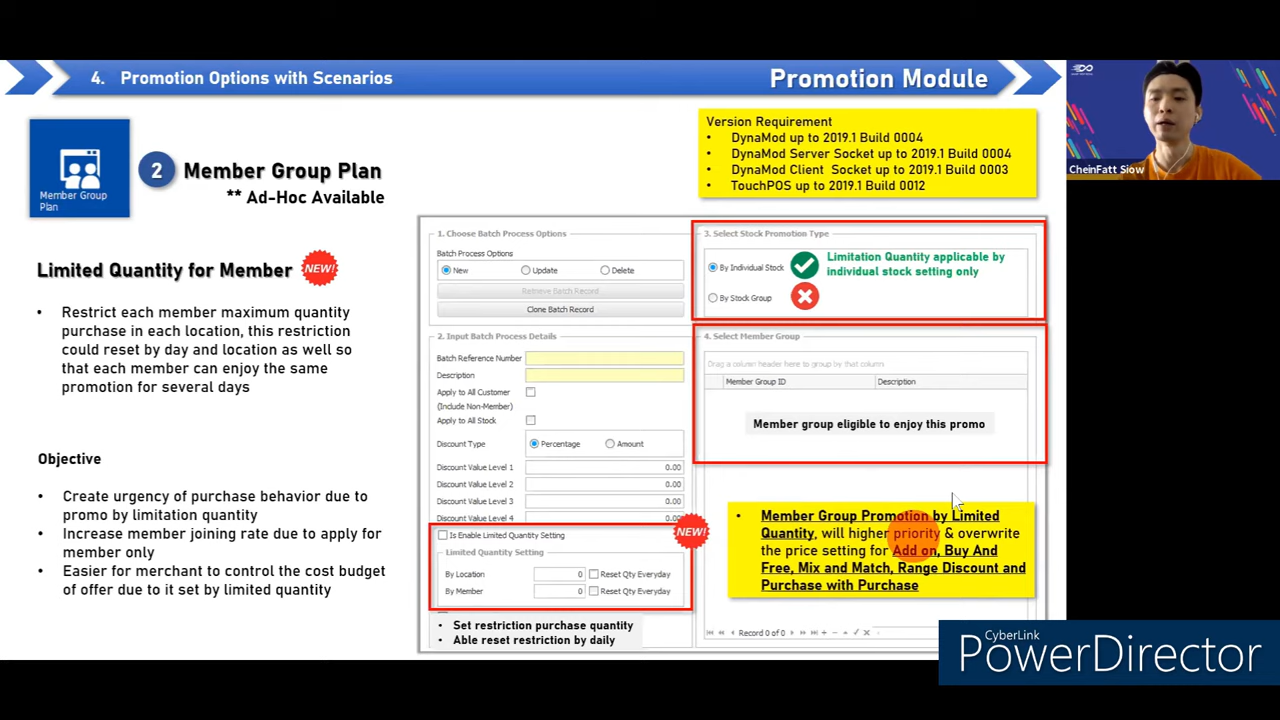 4. Promotion Options with Scenarios
Promotion Module
CheinFatt Siow
Member Group
Plan
2 Member Group Plan
** Ad-Hoc Available
Version Requirement
• DynaMod up to 2019.1 Build 0004
• DynaMod Server Socket up to 2019.1 Build 0004
• DynaMod Client Socket up to 2019.1 Build 0003
• TouchPOS up to 2019.1 Build 0012
Limited Quantity for Member NEW!
• Restrict each member maximum quantity
purchase in each location, this restriction
could reset by day and location as well so
that each member can enjoy the same
promotion for several days
Objective
• Create urgency of purchase behavior due to
promo by limitation quantity
• Increase member joining rate due to apply for
member only
• Easier for merchant to control the cost budget
of offer due to it set by limited quantity
1. Choose Batch Process Options
Batch Process Options
New Update Delete
Retrieve Batch Record
Clone Batch Record
2. Input Batch Process Details
Batch Reference Number
Description
Apply to All Customer
(Include Non-Member)
Apply to All Stock
Discount Type Percentage Amount
Discount Value Level 1 0.00
Discount Value Level 2 0.00
Discount Value Level 3 0.00
Discount Value Level 4 0.00
NEW!
Is Enable Limited Quantity Setting
Limited Quantity Setting
By Location 0 Reset Qty Everyday
By Member 0 Reset Qty Everyday
• Set restriction purchase quantity
• Able reset restriction by daily
3. Select Stock Promotion Type
By Individual Stock
By Stock Group
Limitation Quantity applicable by
individual stock setting only
4. Select Member Group
Drag a column header here to group by that column
Member Group ID Description
Member group eligible to enjoy this promo
• Member Group Promotion by Limited
Quantity, will higher priority & overwrite
the price setting for Add on, Buy And
Free, Mix and Match, Range Discount and
Purchase with Purchase
Record 0 of 0
CyberLink
PowerDirector